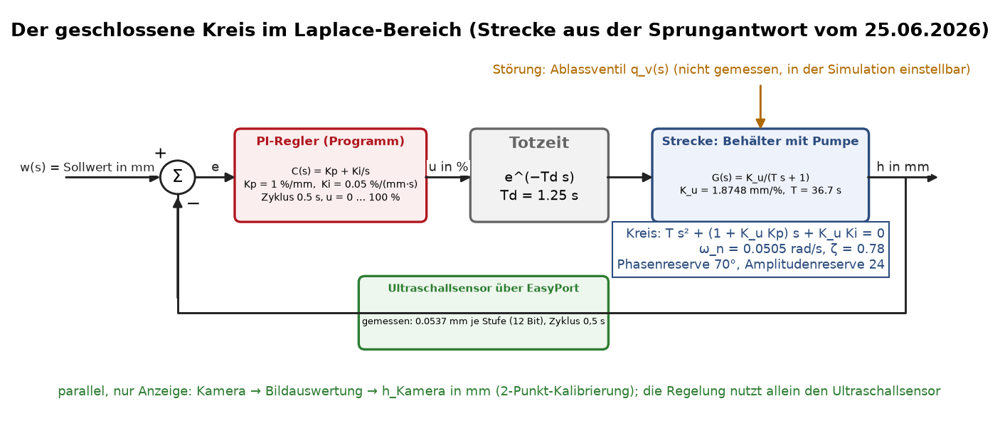 Der geschlossene Kreis im Laplace-Bereich (Strecke aus der Sprungantwort vom 25.06.2026)
Störung: Ablassventil q_v(s) (nicht gemessen, in der Simulation einstellbar)
w(s) = Sollwert in mm
+
Σ
−
e
PI-Regler (Programm)
C(s) = Kp + Ki/s
Kp = 1 %/mm, Ki = 0.05 %/(mm·s)
Zyklus 0.5 s, u = 0 ... 100 %
u in %
Totzeit
e^(−Td s)
Td = 1.25 s
Strecke: Behälter mit Pumpe
G(s) = K_u/(T s + 1)
K_u = 1.8748 mm/%, T = 36.7 s
h in mm
Kreis: T s² + (1 + K_u Kp) s + K_u Ki = 0
ω_n = 0.0505 rad/s, ζ = 0.78
Phasenreserve 70°, Amplitudenreserve 24
Ultraschallsensor über EasyPort
gemessen: 0.0537 mm je Stufe (12 Bit), Zyklus 0,5 s
parallel, nur Anzeige: Kamera → Bildauswertung → h_Kamera in mm (2-Punkt-Kalibrierung); die Regelung nutzt allein den Ultraschallsensor